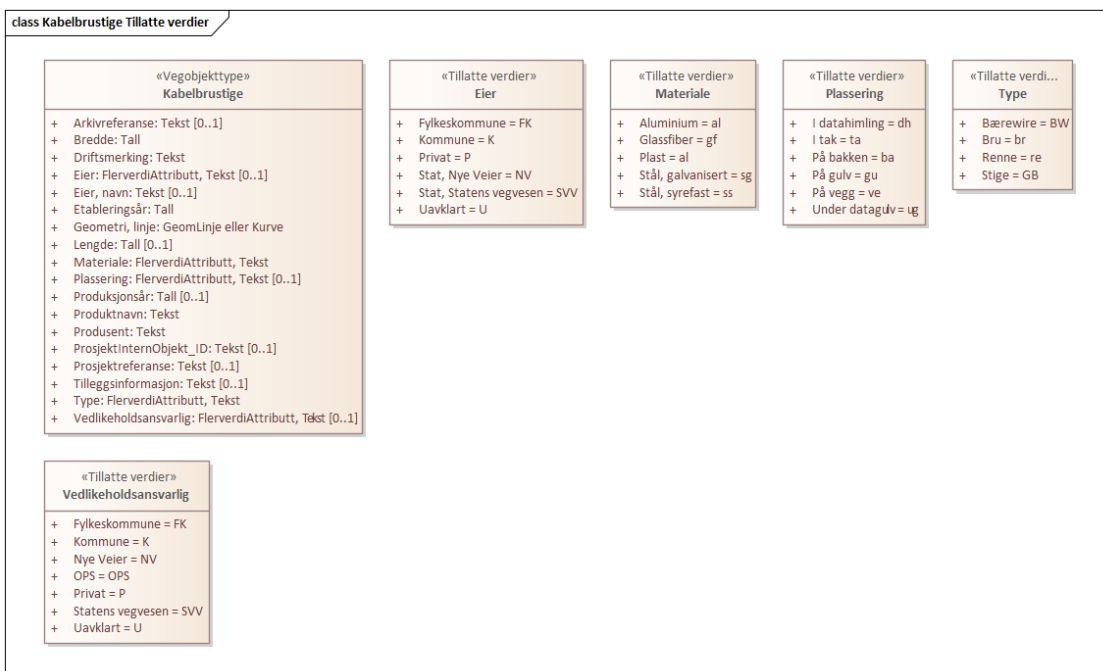 class Kabelbrustige Tillatte verdier
«Vegobjekttype»
Kabelbrustige
+ Arkivreferanse: Tekst [0..1]
+ Bredde: Tall
+ Driftsmerking: Tekst
+ Eier: FlerverdiAttributt, Tekst [0..1]
+ Eier, navn: Tekst [0..1]
+ Etableringsår: Tall
+ Geometri, linje: GeomLinje eller Kurve
+ Lengde: Tall [0..1]
+ Materiale: FlerverdiAttributt, Tekst
+ Plassering: FlerverdiAttributt, Tekst [0..1]
+ Produksjonsår: Tall [0..1]
+ Produktnavn: Tekst
+ Produsent: Tekst
+ ProsjektInternObjekt_ID: Tekst [0..1]
+ Prosjektreferanse: Tekst [0..1]
+ Tilleggsinformasjon: Tekst [0..1]
+ Type: FlerverdiAttributt, Tekst
+ Vedlikeholdsansvarlig: FlerverdiAttributt, Tekst [0..1]
«Tillatte verdier»
Eier
+ Fylkeskommune = FK
+ Kommune = K
+ Privat = P
+ Stat, Nye Veier = NV
+ Stat, Statens vegvesen = SVV
+ Uavklart = U
«Tillatte verdier»
Materiale
+ Aluminium = al
+ Glassfiber = gf
+ Plast = al
+ Stål, galvanisert = sg
+ Stål, syrefast = ss
«Tillatte verdier»
Plassering
+ I datahimling = dh
+ I tak = ta
+ På bakken = ba
+ På gulv = gu
+ På vegg = ve
+ Under datagulv = ug
«Tillatte verdi...
Type
+ Bærewire = BW
+ Bru = br
+ Renne = re
+ Stige = GB
«Tillatte verdier»
Vedlikeholdsansvarlig
+ Fylkeskommune = FK
+ Kommune = K
+ Nye Veier = NV
+ OPS = OPS
+ Privat = P
+ Statens vegvesen = SVV
+ Uavklart = U